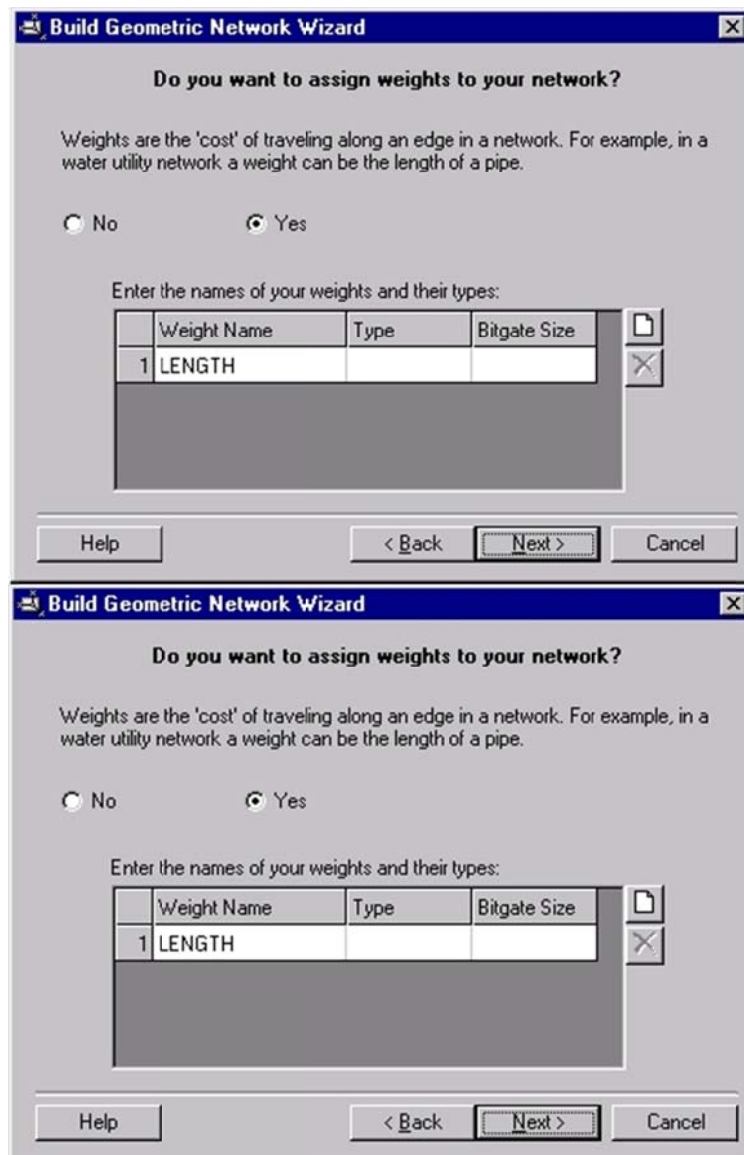 Build Geometric Network Wizard
Do you want to assign weights to your network?
Weights are the 'cost' of traveling along an edge in a network. For example, in a
water utility network a weight can be the length of a pipe.
No Yes
Enter the names of your weights and their types:
Weight Name Type Bitgate Size
1 LENGTH
Help < Back Next > Cancel
Build Geometric Network Wizard
Do you want to assign weights to your network?
Weights are the 'cost' of traveling along an edge in a network. For example, in a
water utility network a weight can be the length of a pipe.
No Yes
Enter the names of your weights and their types:
Weight Name Type Bitgate Size
1 LENGTH
Help < Back Next > Cancel